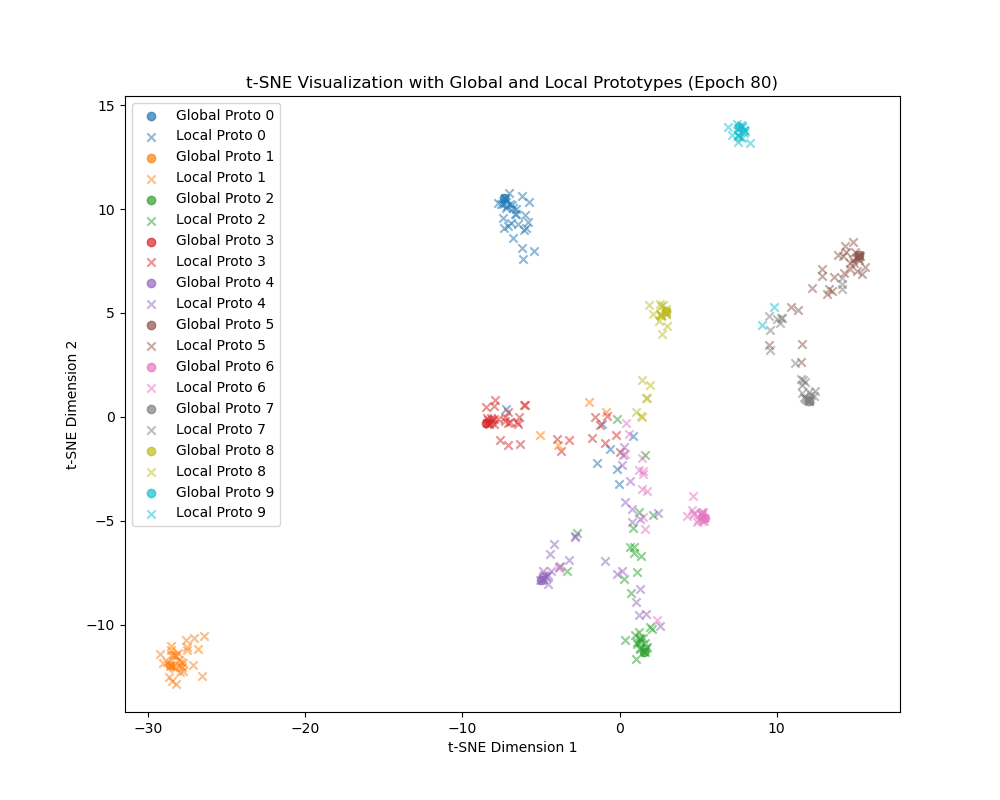 t-SNE Visualization with Global and Local Prototypes (Epoch 80)
Global Proto 0
Local Proto 0
Global Proto 1
Local Proto 1
Global Proto 2
Local Proto 2
Global Proto 3
Local Proto 3
Global Proto 4
Local Proto 4
Global Proto 5
Local Proto 5
Global Proto 6
Local Proto 6
Global Proto 7
Local Proto 7
Global Proto 8
Local Proto 8
Global Proto 9
Local Proto 9
15
10
5
0
−5
−10
t-SNE Dimension 2
−30
−20
−10
0
10
t-SNE Dimension 1